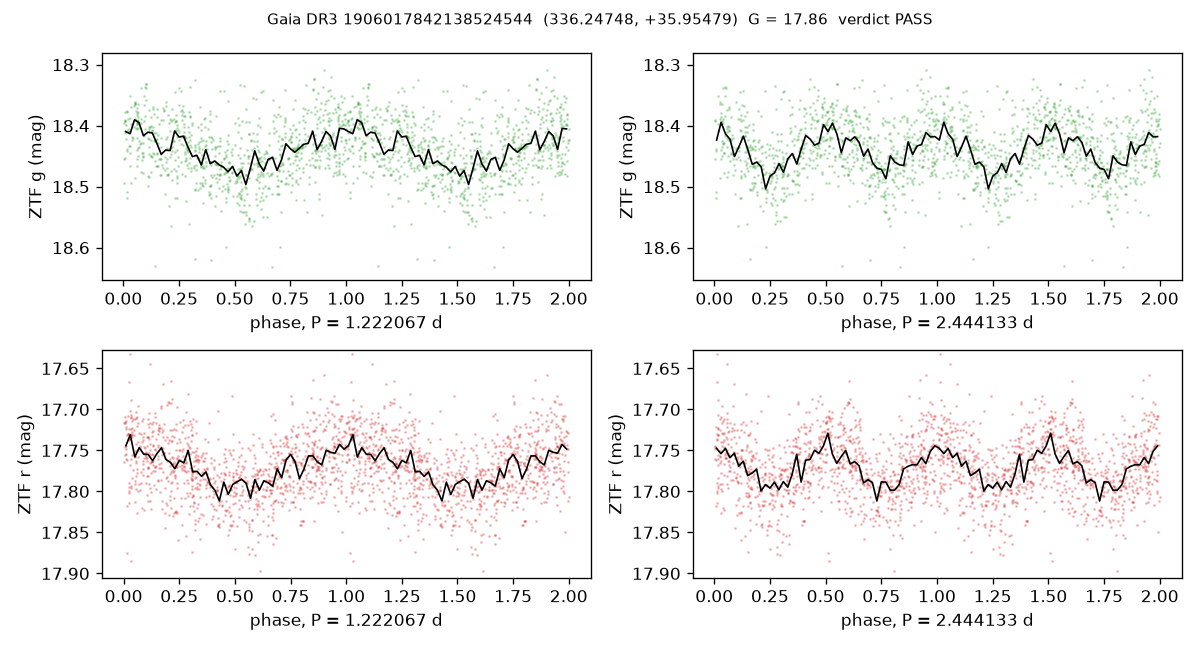 Gaia DR3 1906017842138524544  (336.24748, +35.95479)  G = 17.86  verdict PASS
ZTF g (mag)
18.3
18.4
18.5
18.6
0.00 0.25 0.50 0.75 1.00 1.25 1.50 1.75 2.00
phase, P = 1.222067 d
ZTF g (mag)
18.3
18.4
18.5
18.6
0.00 0.25 0.50 0.75 1.00 1.25 1.50 1.75 2.00
phase, P = 2.444133 d
ZTF r (mag)
17.65
17.70
17.75
17.80
17.85
17.90
0.00 0.25 0.50 0.75 1.00 1.25 1.50 1.75 2.00
phase, P = 1.222067 d
ZTF r (mag)
17.65
17.70
17.75
17.80
17.85
17.90
0.00 0.25 0.50 0.75 1.00 1.25 1.50 1.75 2.00
phase, P = 2.444133 d